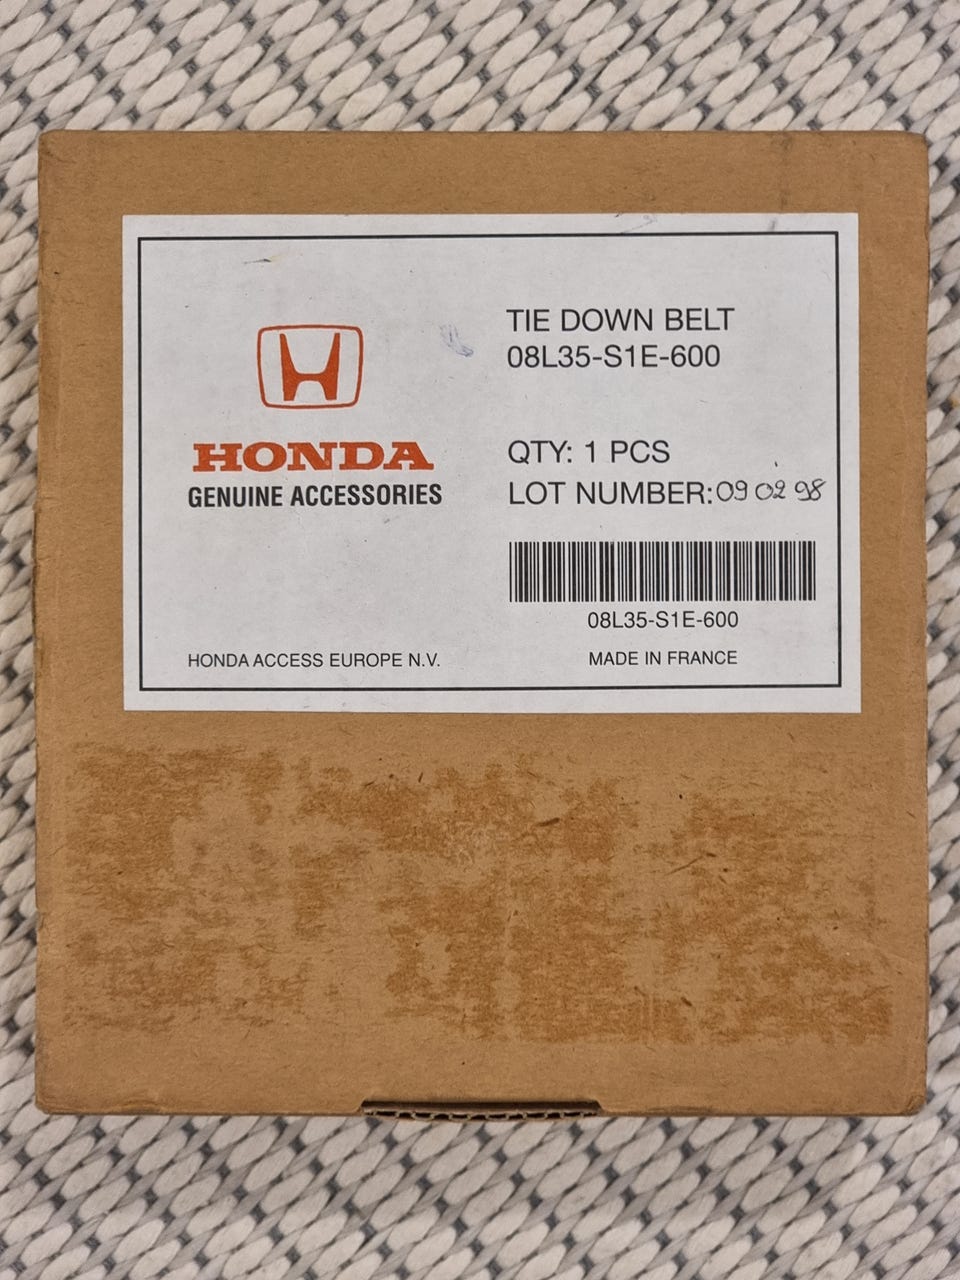 TIE DOWN BELT
08L35-S1E-600
HONDA
GENUINE ACCESSORIES
QTY: 1 PCS
LOT NUMBER: 09 02 98
08L35-S1E-600
HONDA ACCESS EUROPE N.V.
MADE IN FRANCE